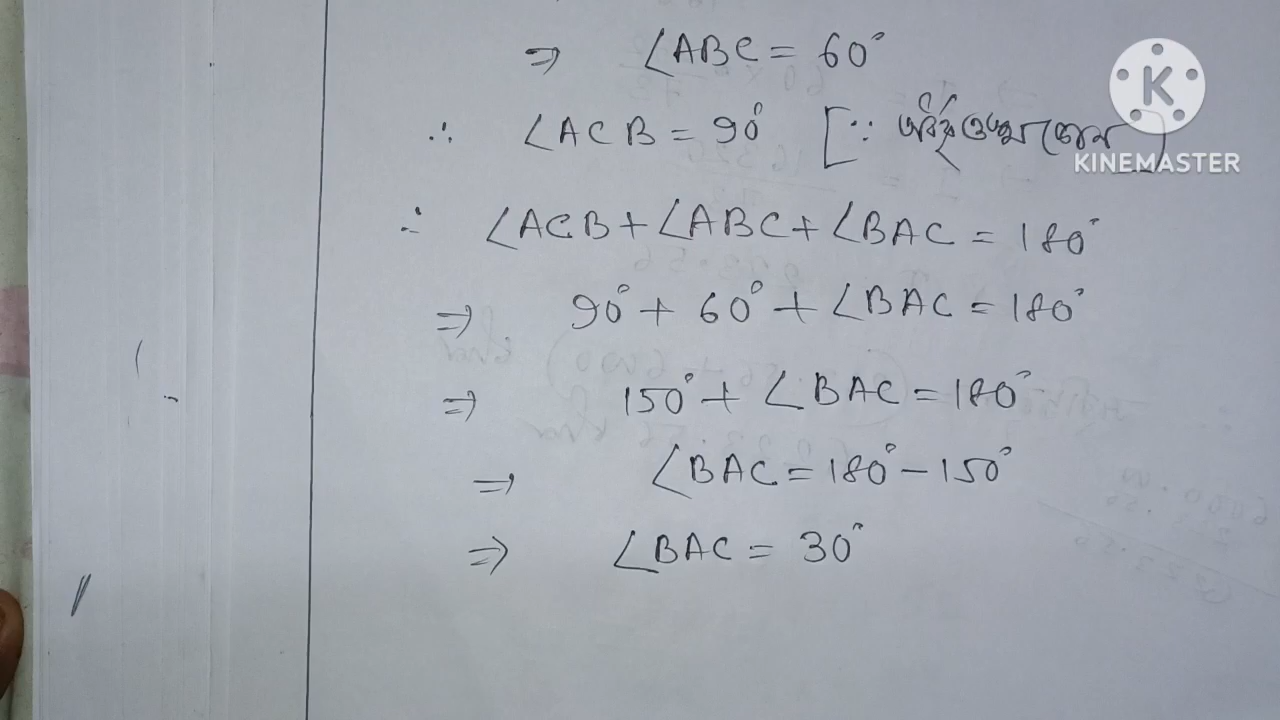 ⇒ ∠ABC = 60°
∴ ∠ACB = 90° [∵
KINEMASTER
∴ ∠ACB + ∠ABC + ∠BAC = 180°
⇒ 90° + 60° + ∠BAC = 180°
⇒ 150° + ∠BAC = 180°
⇒ ∠BAC = 180° - 150°
⇒ ∠BAC = 30°